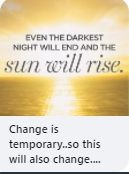 EVEN THE DARKEST
NIGHT WILL END AND THE
sun will rise.
Change is
temporary..so this
will also change....